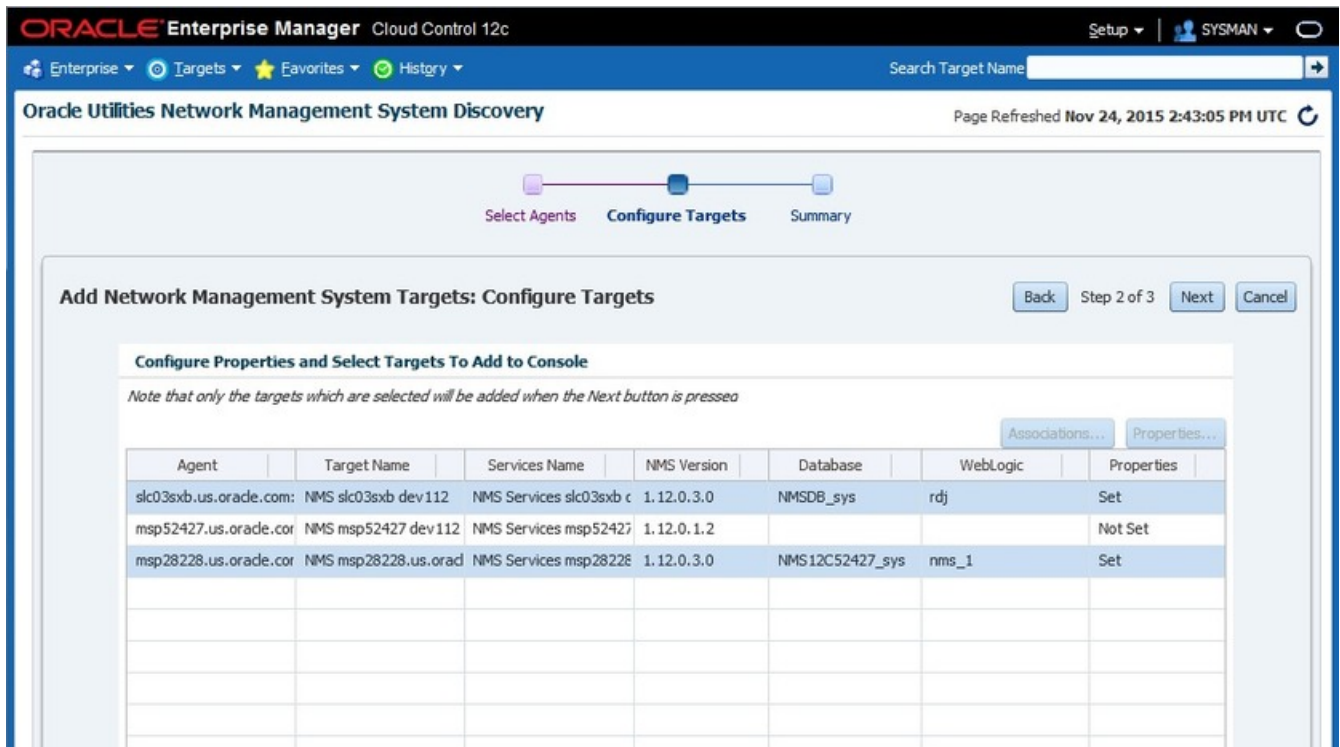 ORACLE Enterprise Manager Cloud Control 12c Setup SYSMAN
Enterprise Targets Favorites History Search Target Name
Oracle Utilities Network Management System Discovery Page Refreshed Nov 24, 2015 2:43:05 PM UTC
Select Agents Configure Targets Summary
Add Network Management System Targets: Configure Targets Back Step 2 of 3 Next Cancel
Configure Properties and Select Targets To Add to Console
Note that only the targets which are selected will be added when the Next button is pressed
Associations... Properties...
Agent Target Name Services Name NMS Version Database WebLogic Properties
slc03sxb.us.oracle.com: NMS slc03sxb dev112 NMS Services slc03sxb 1.12.0.3.0 NMSDB_sys rdj Set
msp52427.us.oracle.cor NMS msp52427 dev112 NMS Services msp52427 1.12.0.1.2 Not Set
msp28228.us.oracle.cor NMS msp28228.us.oracl NMS Services msp28228 1.12.0.3.0 NMS12C52427_sys nms_1 Set